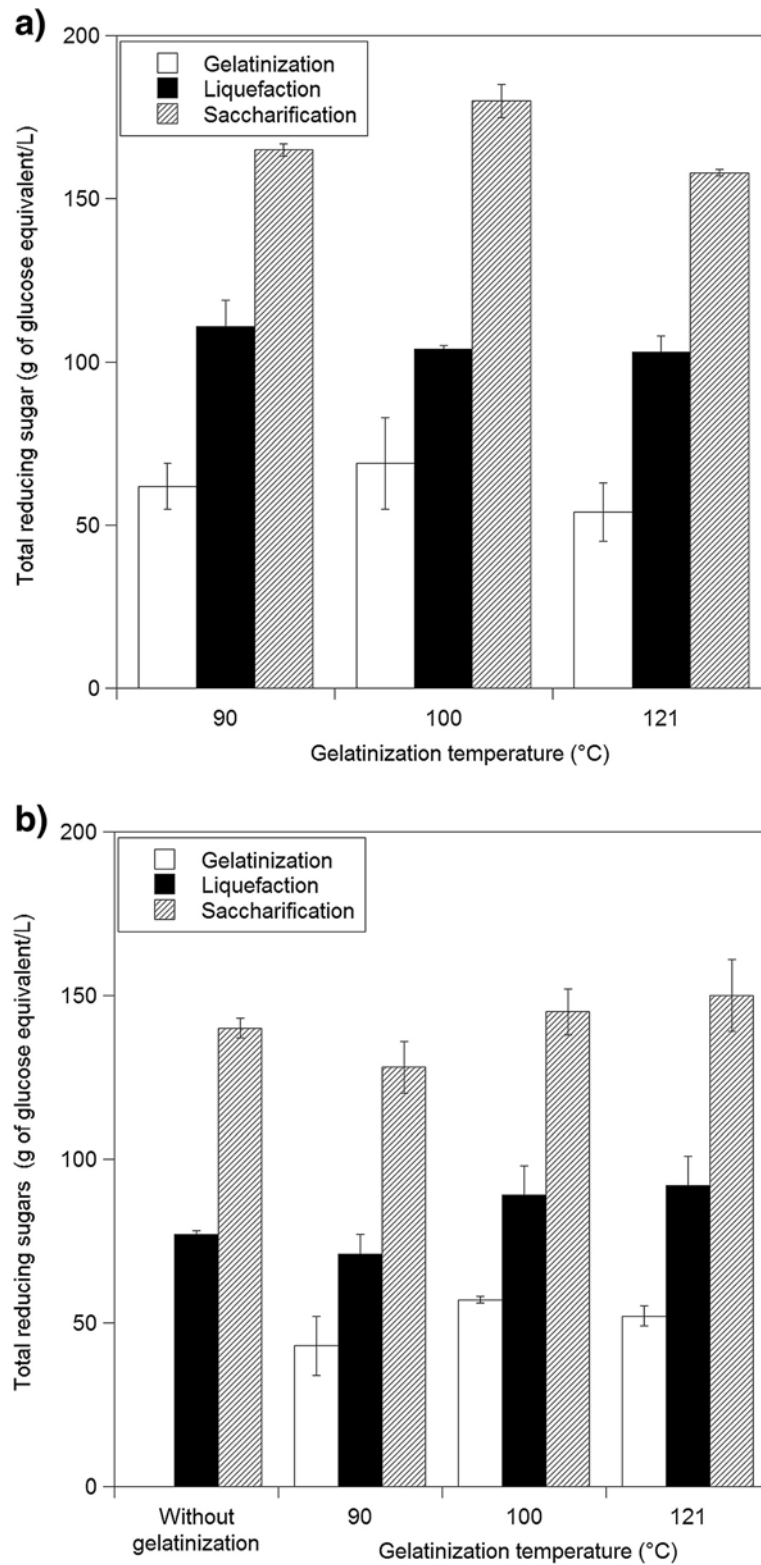 a)
200
150
100
50
0
Gelatinization
Liquefaction
Saccharification
Total reducing sugar (g of glucose equivalent/L)
90 100 121
Gelatinization temperature (°C)
b)
200
150
100
50
0
Gelatinization
Liquefaction
Saccharification
Total reducing sugars (g of glucose equivalent/L)
Without 90 100 121
gelatinization Gelatinization temperature (°C)